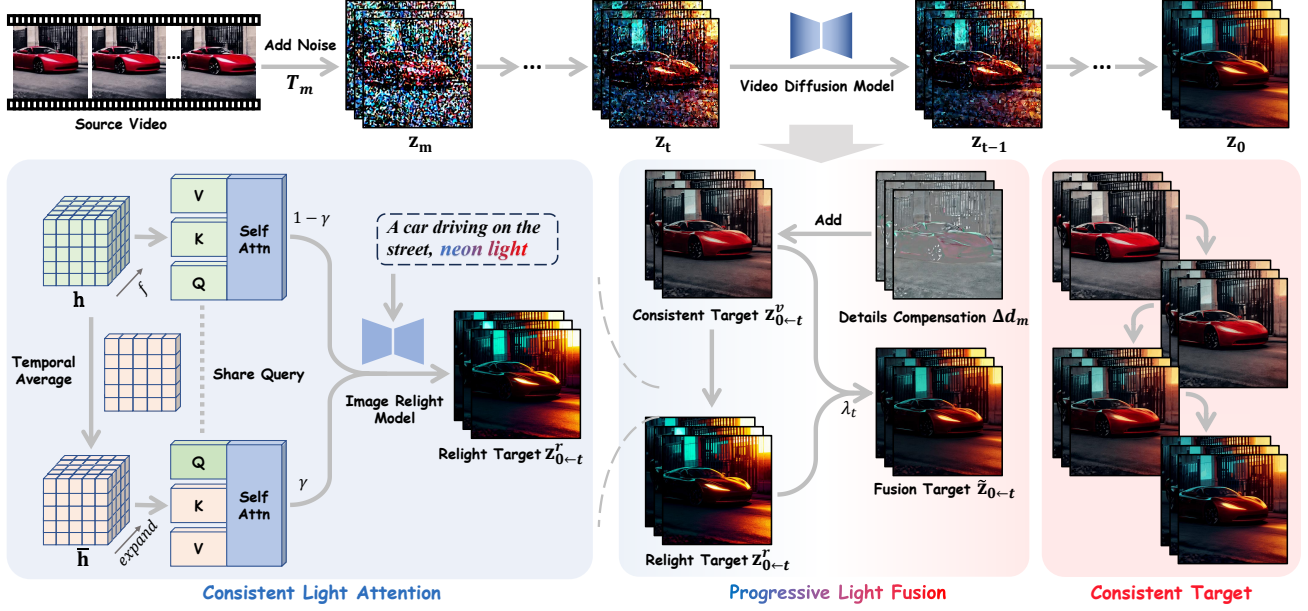 Source Video
Add Noise
T_m
z_m
...
z_t
Video Diffusion Model
z_{t-1}
...
z_0
h
f
V
K
Q
Self
Attn
1 − γ
Temporal
Average
Share Query
h̄
expand
Q
K
V
Self
Attn
γ
A car driving on the
street, neon light
Image Relight
Model
Relight Target z^r_{0←t}
Consistent Light Attention
Consistent Target z^v_{0←t}
Add
Details Compensation Δd_m
λ_t
Relight Target z^r_{0←t}
Fusion Target z̃_{0←t}
Progressive Light Fusion
Consistent Target